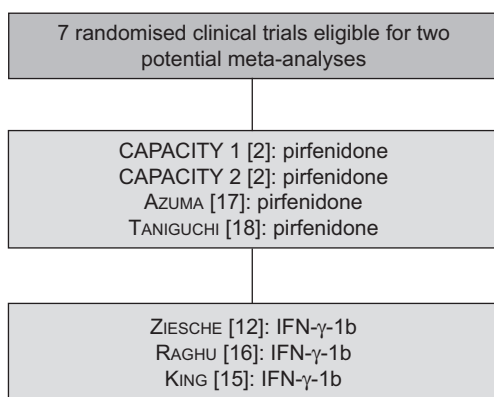 7 randomised clinical trials eligible for two
potential meta-analyses
CAPACITY 1 [2]: pirfenidone
CAPACITY 2 [2]: pirfenidone
AZUMA [17]: pirfenidone
TANIGUCHI [18]: pirfenidone
ZIESCHE [12]: IFN-γ-1b
RAGHU [16]: IFN-γ-1b
KING [15]: IFN-γ-1b